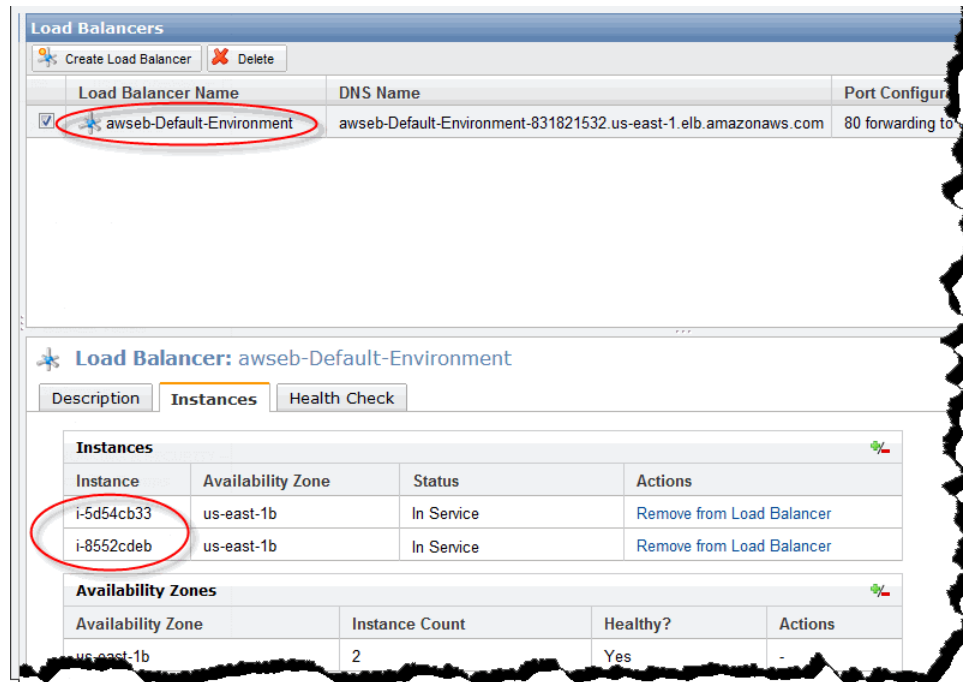 Load Balancers
Create Load Balancer Delete
Load Balancer Name DNS Name Port
awseb-Default-Environment awseb-Default-Environment-831821532.us-east-1.elb.amazonaws.com 80 forwarding to
Load Balancer: awseb-Default-Environment
Description Instances Health Check
Instances
Instance Availability Zone Status Actions
i-5d54cb33 us-east-1b In Service Remove from Load Balancer
i-8552cdeb us-east-1b In Service Remove from Load Balancer
Availability Zones
Availability Zone Instance Count Healthy? Actions
us-east-1b 2 Yes -